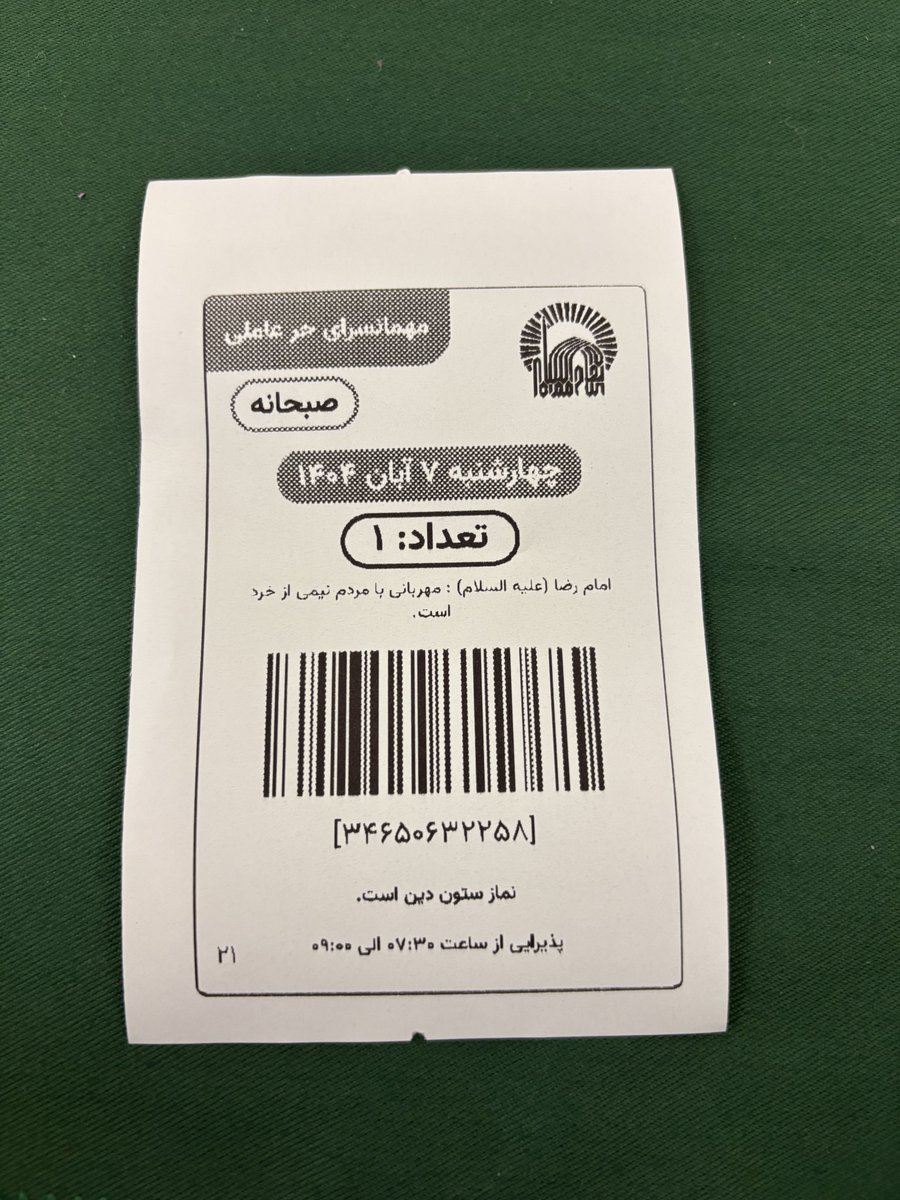 مهمانسرای حر عاملی
صبحانه
چهارشنبه ۷ آبان ۱۴۰۴
تعداد: ۱
امام رضا (علیه السلام) : مهربانی با مردم نیمی از خرد
است.
[۳۴۶۵۰۶۳۲۲۵۸]
نماز ستون دین است.
پذیرایی از ساعت ۰۷:۳۰ الی ۰۹:۰۰
۲۱